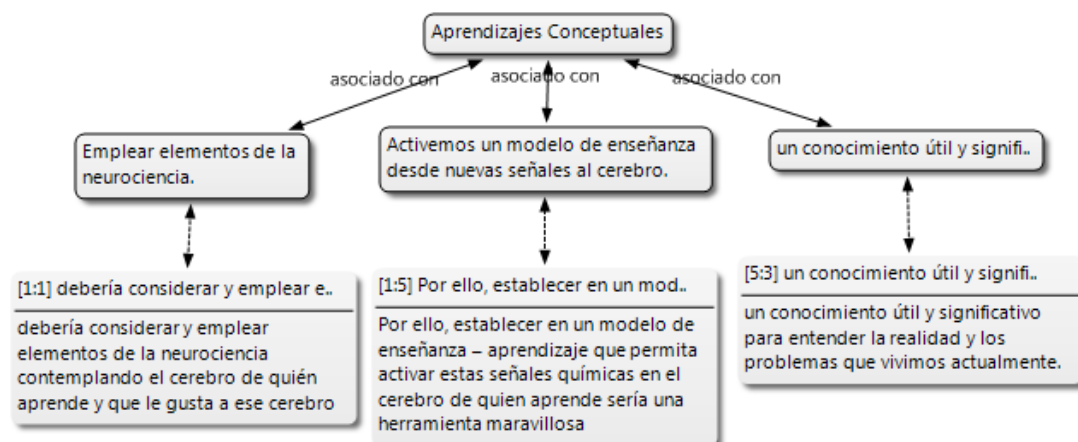 Aprendizajes Conceptuales
asociado con
asociado con
asociado con
Emplear elementos de la
neurociencia.
Activemos un modelo de enseñanza
desde nuevas señales al cerebro.
un conocimiento útil y signifi..
[1:1] debería considerar y emplear e..
debería considerar y emplear
elementos de la neurociencia
contemplando el cerebro de quién
aprende y que le gusta a ese cerebro
[1:5] Por ello, establecer en un mod..
Por ello, establecer en un modelo de
enseñanza – aprendizaje que permita
activar estas señales químicas en el
cerebro de quien aprende sería una
herramienta maravillosa
[5:3] un conocimiento útil y signifi..
un conocimiento útil y significativo
para entender la realidad y los
problemas que vivimos actualmente.